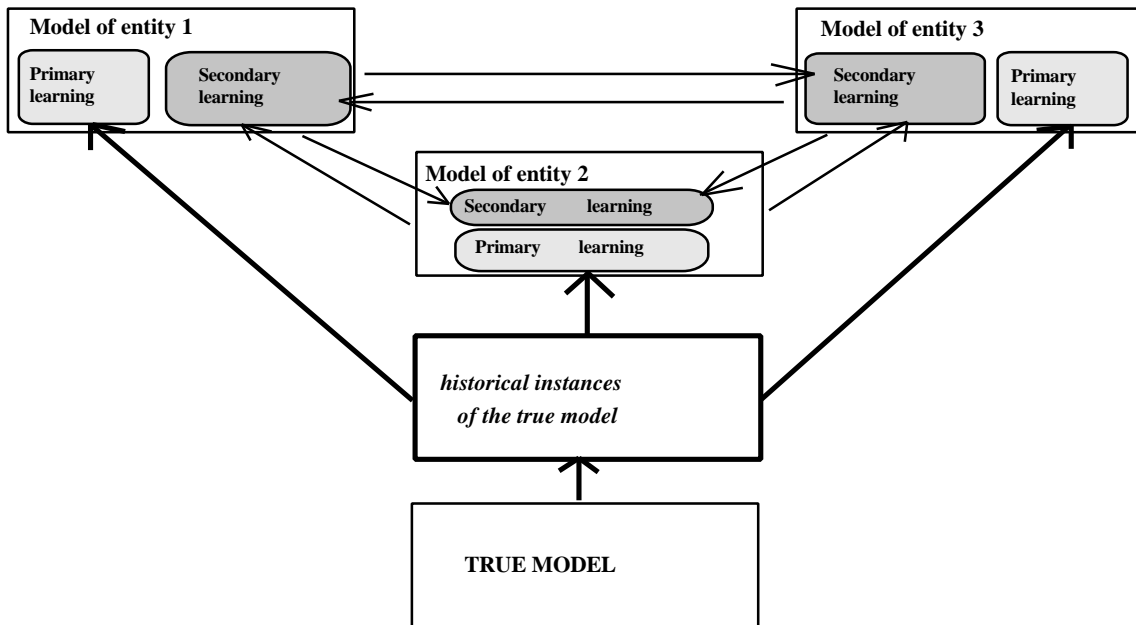 Model of entity 1
Primary
learning
Secondary
learning
Model of entity 3
Secondary
learning
Primary
learning
Model of entity 2
Secondary learning
Primary learning
historical instances
of the true model
TRUE MODEL